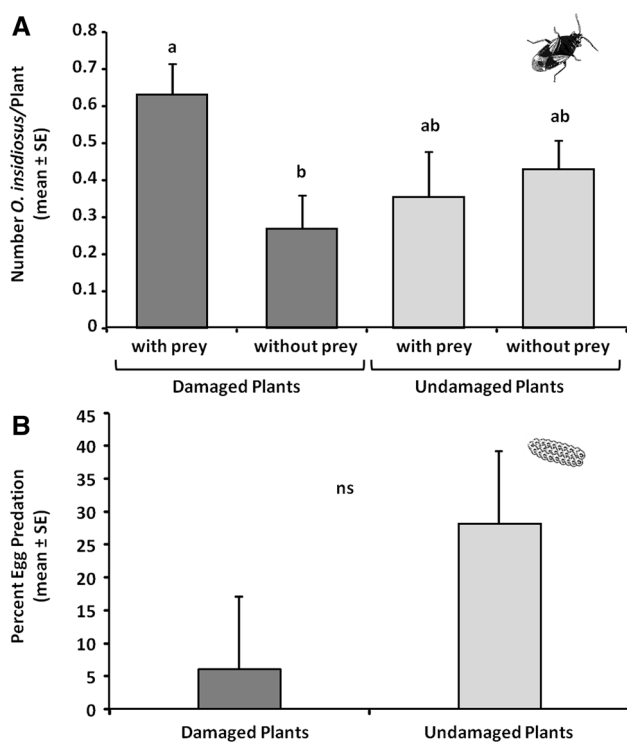 A
Number O. insidiosus/Plant
(mean ± SE)
0.8
0.7
0.6
0.5
0.4
0.3
0.2
0.1
0
a
b
ab
ab
with prey
without prey
with prey
without prey
Damaged Plants
Undamaged Plants
B
Percent Egg Predation
(mean ± SE)
45
40
35
30
25
20
15
10
5
0
ns
Damaged Plants
Undamaged Plants